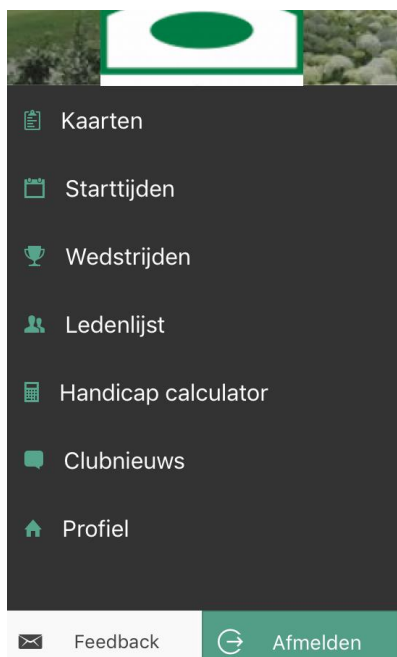 Kaarten
Starttijden
Wedstrijden
Ledenlijst
Handicap calculator
Clubnieuws
Profiel
Feedback
Afmelden